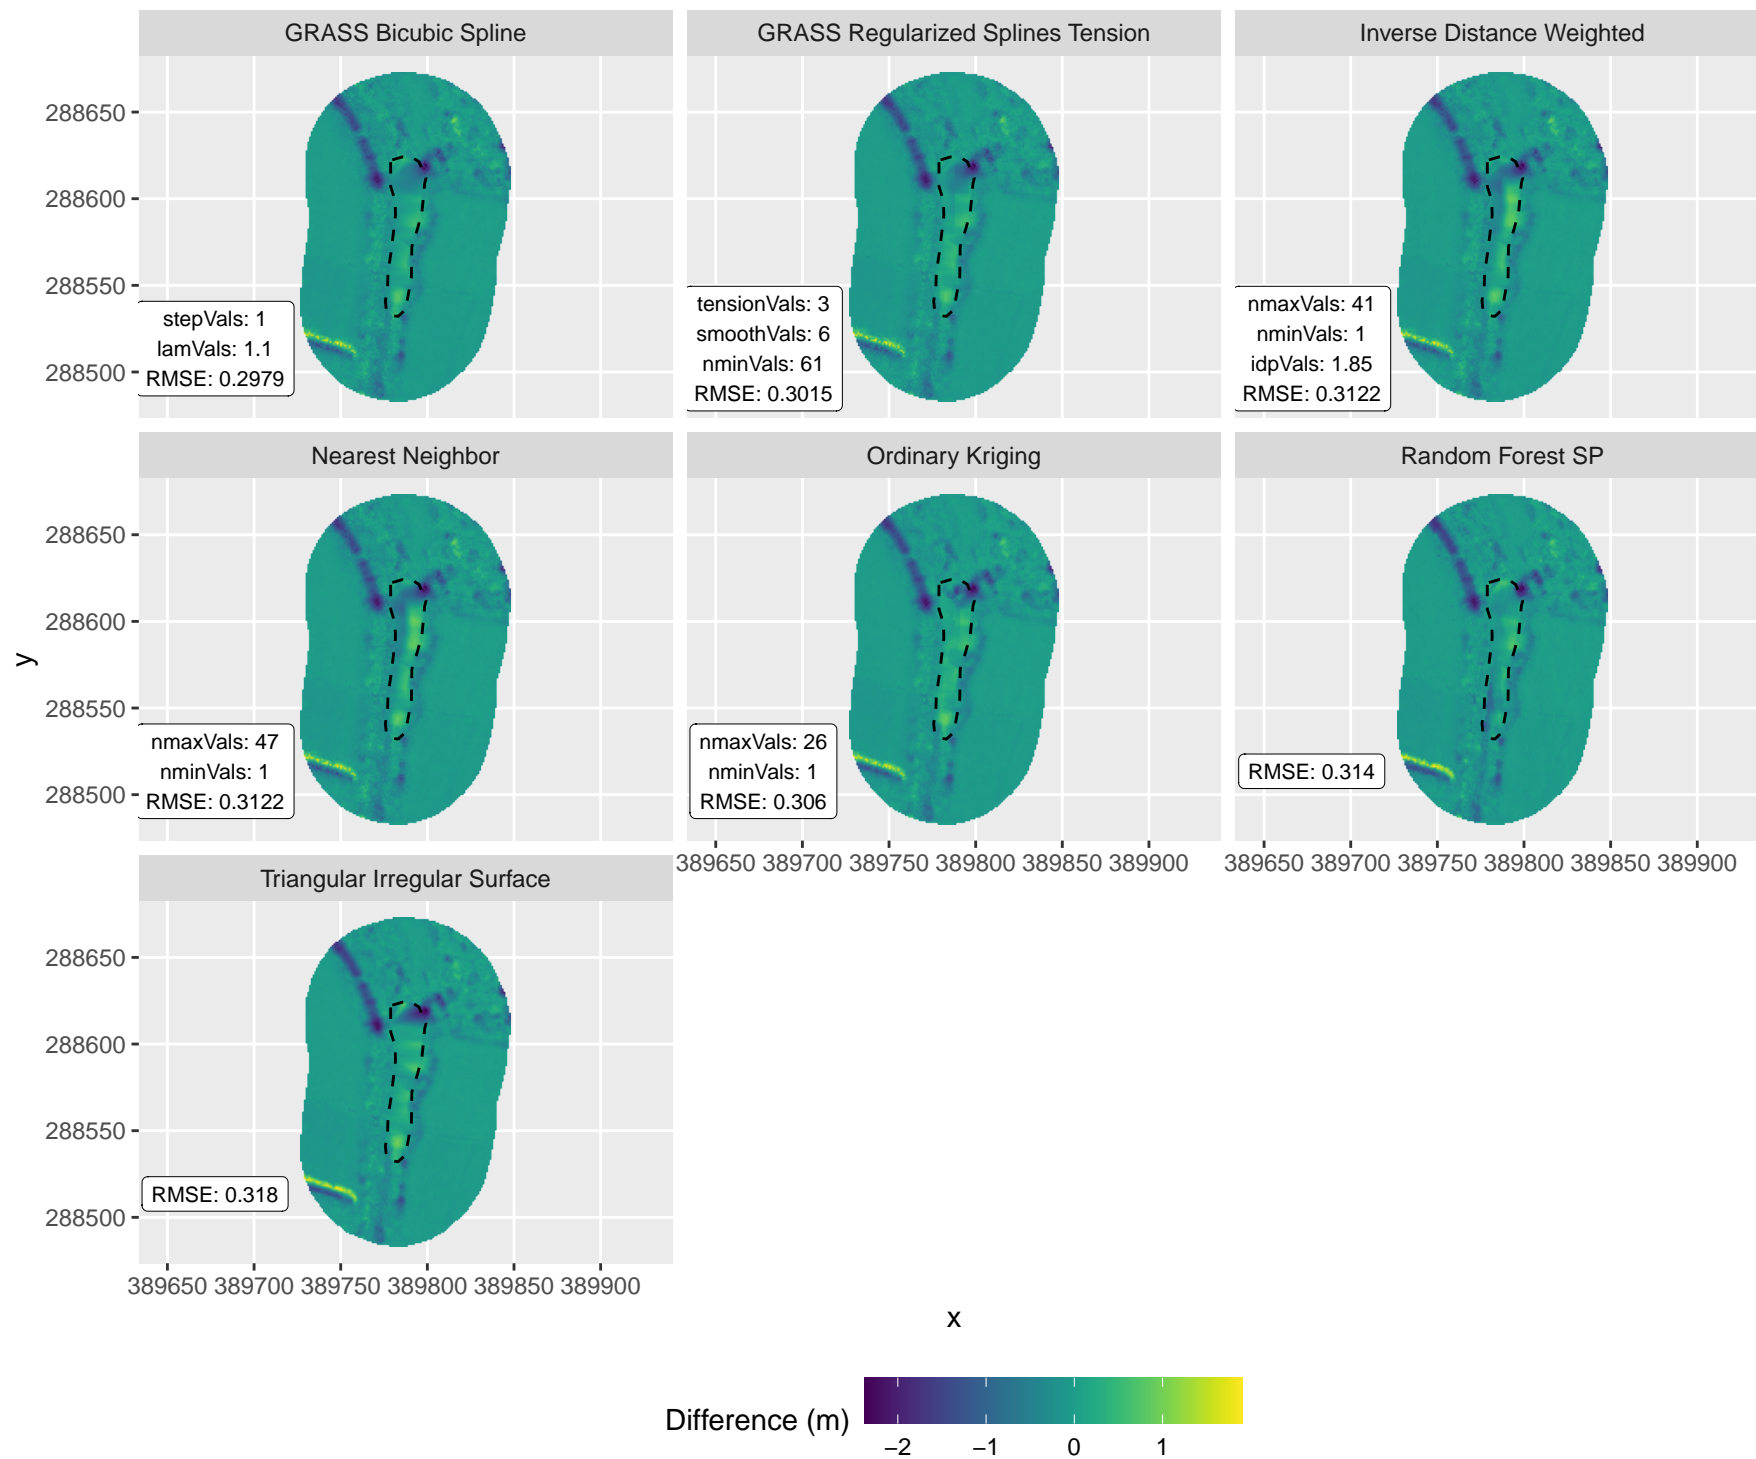 GRASS Bicubic Spline
GRASS Regularized Splines Tension
Inverse Distance Weighted
288650
288600
288550
288500
stepVals: 1
lamVals: 1.1
RMSE: 0.2979
tensionVals: 3
smoothVals: 6
nminVals: 61
RMSE: 0.3015
nmaxVals: 41
nminVals: 1
idpVals: 1.85
RMSE: 0.3122
Nearest Neighbor
Ordinary Kriging
Random Forest SP
288650
288600
288550
288500
nmaxVals: 47
nminVals: 1
RMSE: 0.3122
nmaxVals: 26
nminVals: 1
RMSE: 0.306
RMSE: 0.314
389650 389700 389750 389800 389850 389900
389650 389700 389750 389800 389850 389900
y
Triangular Irregular Surface
288650
288600
288550
288500
RMSE: 0.318
389650 389700 389750 389800 389850 389900
x
Difference (m)
−2 −1 0 1